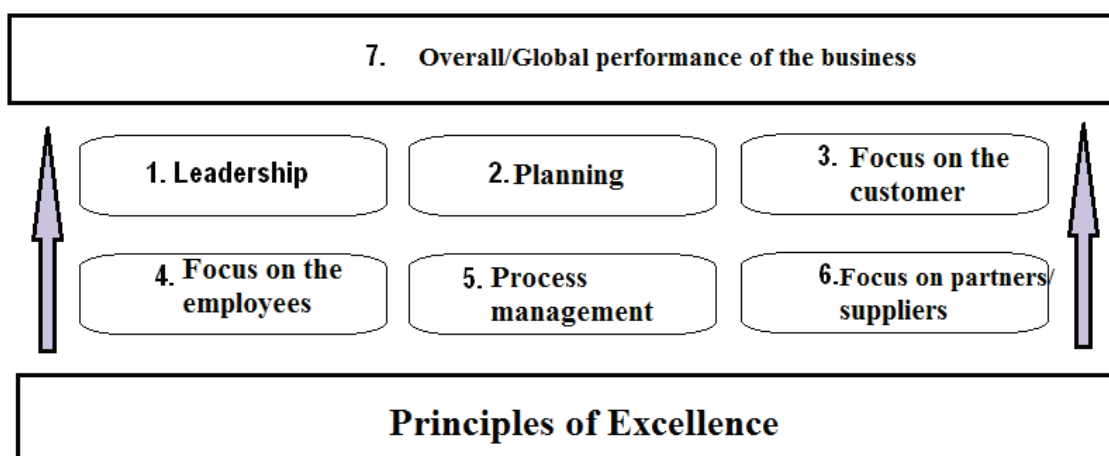 7. Overall/Global performance of the business
1. Leadership
2. Planning
3. Focus on the
customer
4. Focus on the
employees
5. Process
management
6. Focus on partners/
suppliers
Principles of Excellence